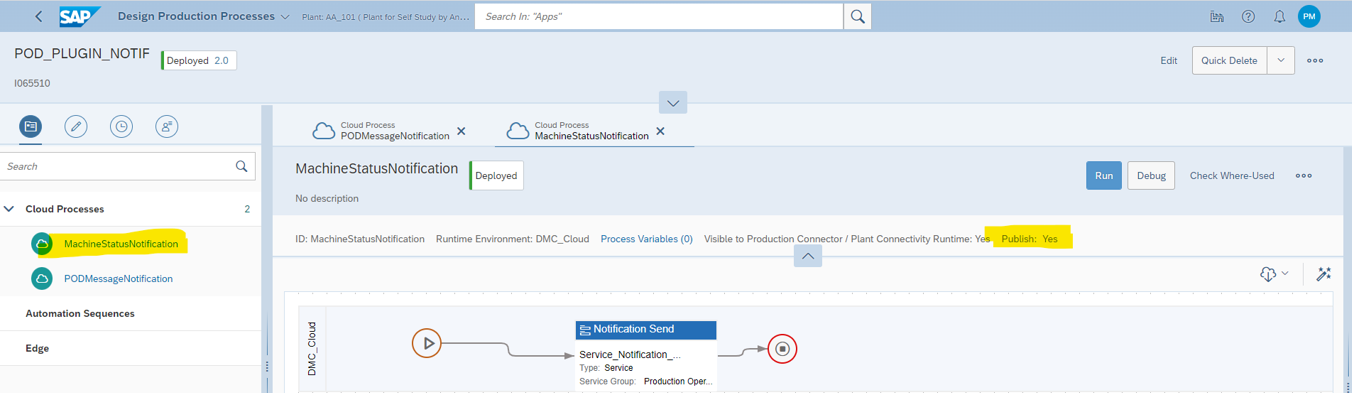 SAP Design Production Processes Plant: AA_101 ( Plant for Self Study by An... Search In: "Apps" PM
POD_PLUGIN_NOTIF Deployed 2.0 Edit Quick Delete
I065510
Cloud Process
PODMessageNotification
Cloud Process
MachineStatusNotification
Search
MachineStatusNotification Deployed Run Debug Check Where-Used
No description
Cloud Processes 2
MachineStatusNotification
PODMessageNotification
Automation Sequences
Edge
ID: MachineStatusNotification Runtime Environment: DMC_Cloud Process Variables (0) Visible to Production Connector / Plant Connectivity Runtime: Yes Publish: Yes
DMC_Cloud
Notification Send
Service_Notification_...
Type: Service
Service Group: Production Oper...